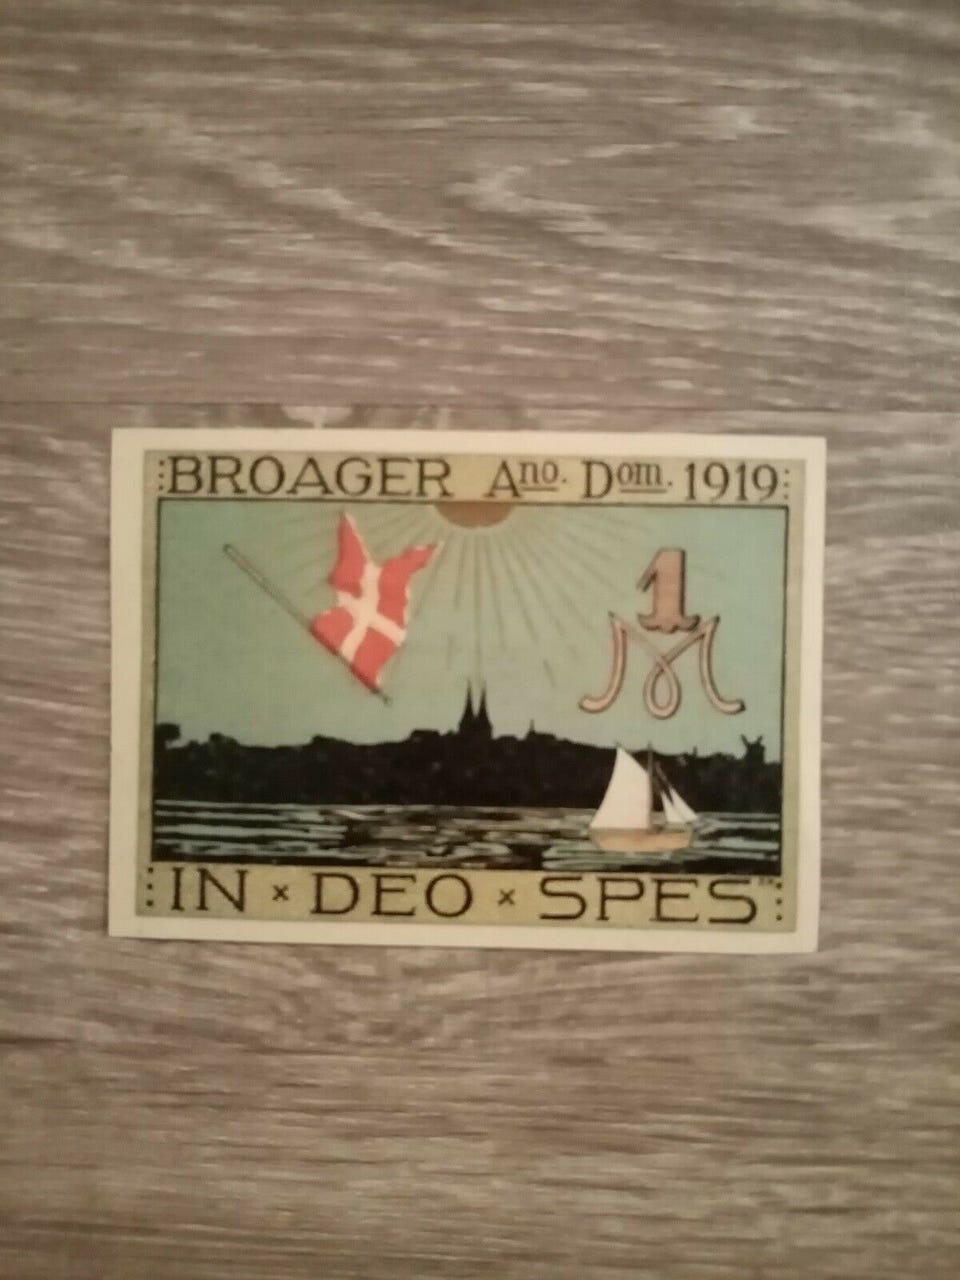 :BROAGER Ano. Dom. 1919:
1
M
IN × DEO × SPES